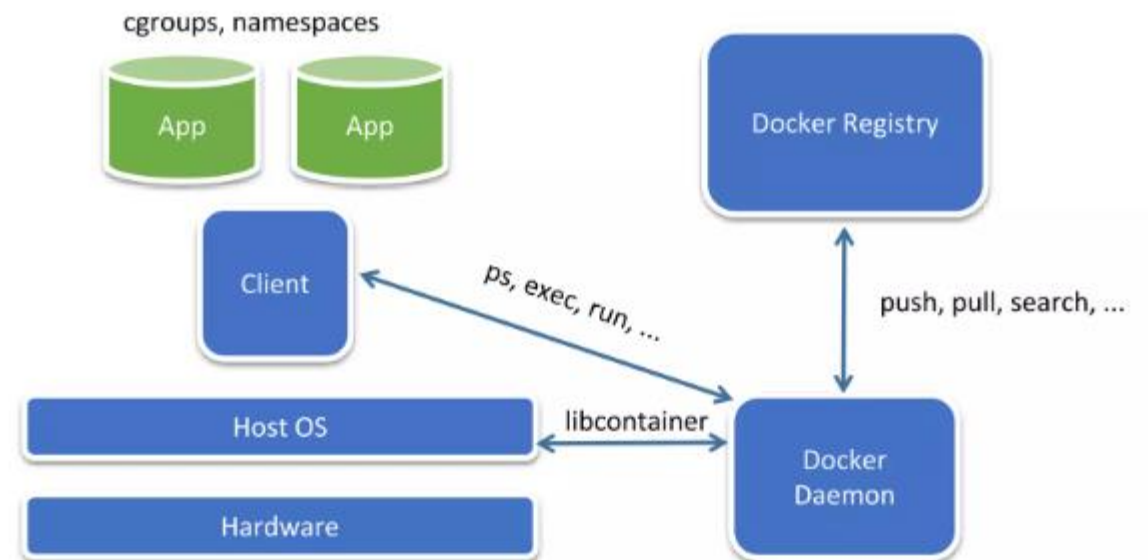 cgroups, namespaces
App
App
Docker Registry
Client
ps, exec, run, ...
push, pull, search, ...
Host OS
libcontainer
Docker
Daemon
Hardware